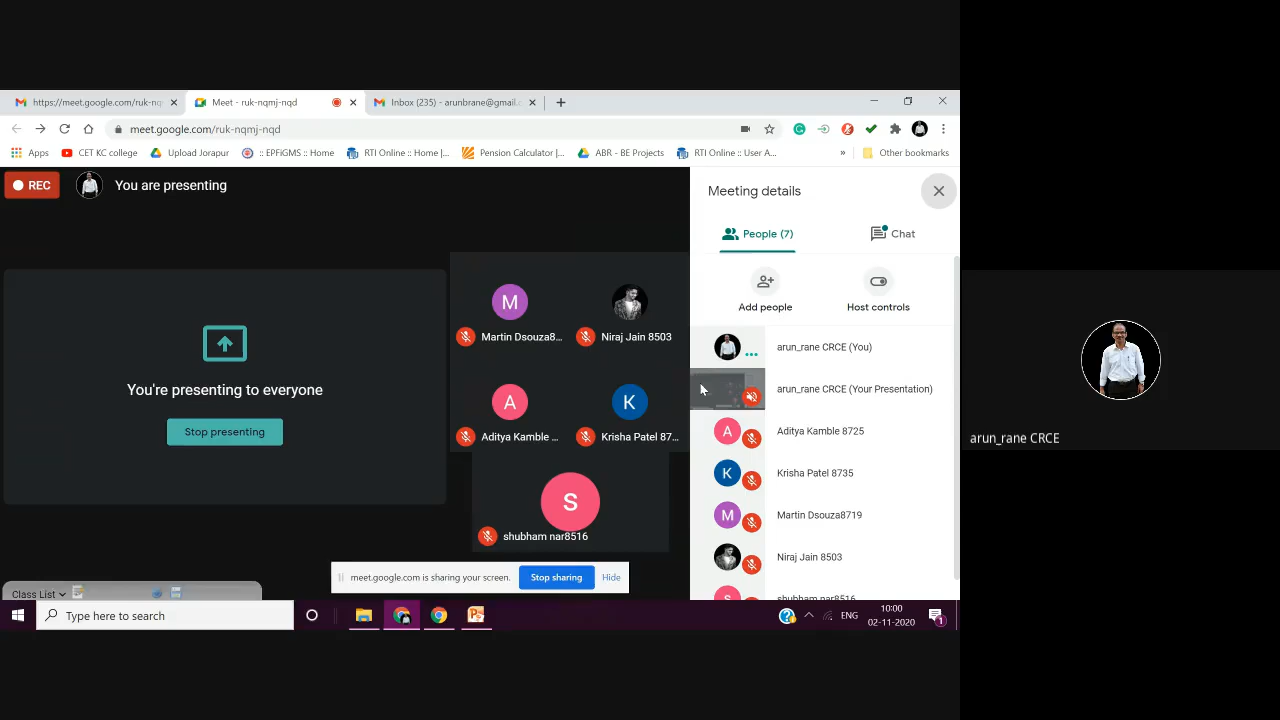 https://meet.google.com/ruk-nq
Meet - ruk-nqmj-nqd
Inbox (235) - arunbrane@gmail.c
meet.google.com/ruk-nqmj-nqd
Apps
CET KC college
Upload Jorapur
:: EPFiGMS :: Home
RTI Online :: Home |...
Pension Calculator |...
ABR - BE Projects
RTI Online :: User A...
»
Other bookmarks
REC
You are presenting
Meeting details
People (7)
Chat
Add people
Host controls
You're presenting to everyone
Stop presenting
M
Martin Dsouza8...
Niraj Jain 8503
A
Aditya Kamble ...
K
Krisha Patel 87...
S
shubham nar8516
arun_rane CRCE (You)
arun_rane CRCE (Your Presentation)
A
Aditya Kamble 8725
K
Krisha Patel 8735
M
Martin Dsouza8719
Niraj Jain 8503
shubham nar8516
arun_rane CRCE
meet.google.com is sharing your screen.
Stop sharing
Hide
Class List
Type here to search
ENG
10:00
02-11-2020
1